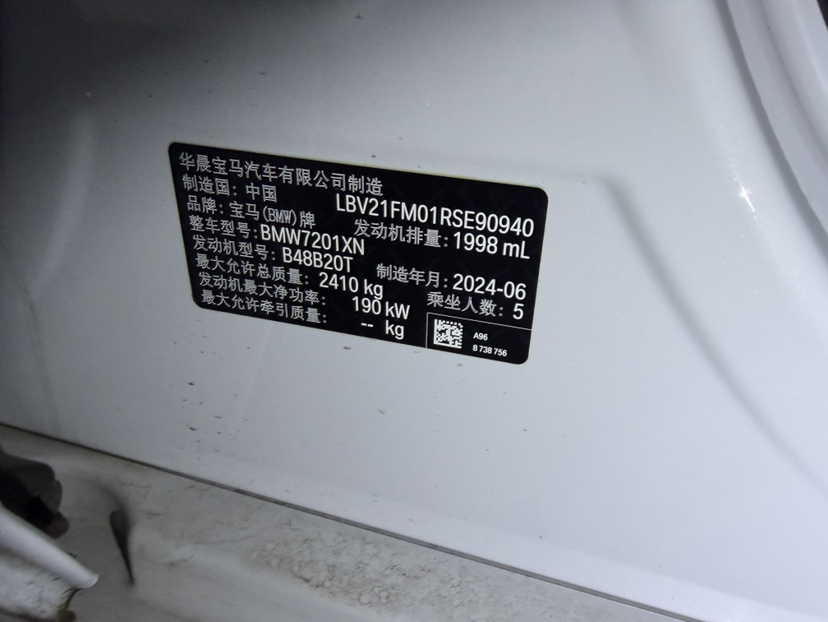 华晨宝马汽车有限公司制造
制造国: 中国 LBV21FM01RSE90940
品牌: 宝马(BMW)牌 发动机排量: 1998 mL
整车型号: BMW7201XN
发动机型号: B48B20T 制造年月: 2024-06
最大允许总质量: 2410 kg 乘坐人数: 5
发动机最大净功率: 190 kW
最大允许牵引质量: -- kg
A96
8 738 756